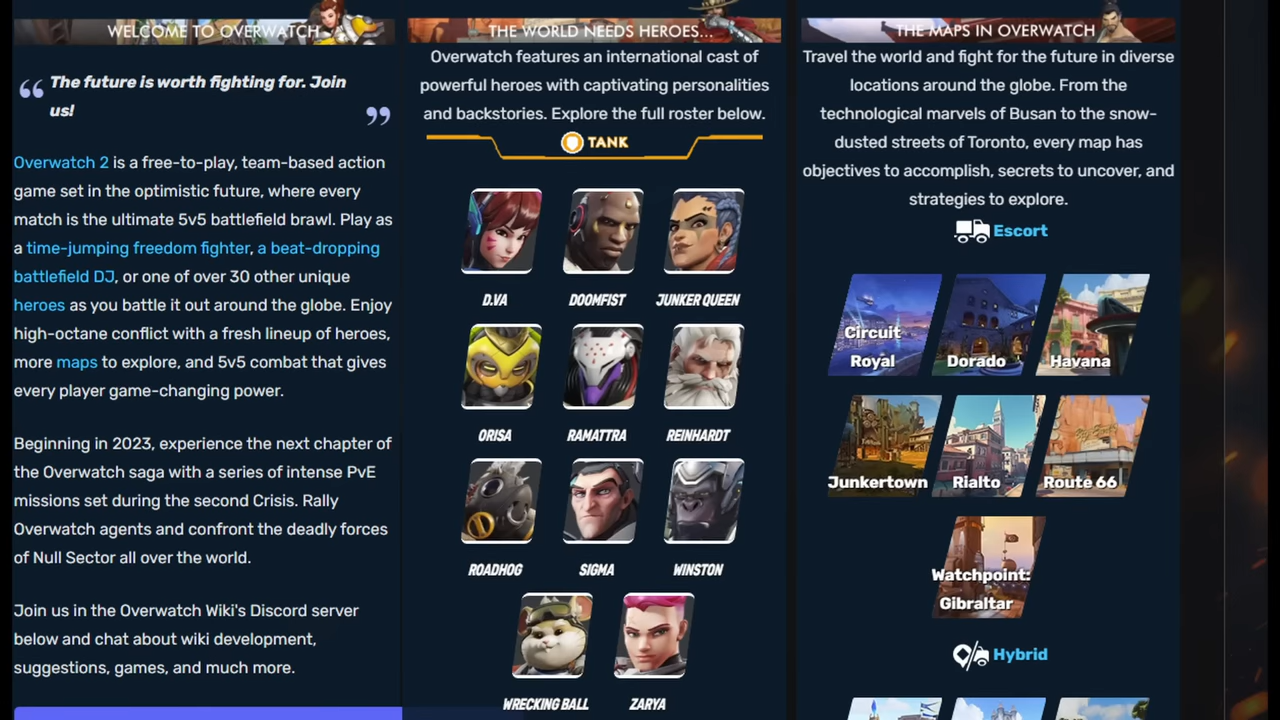 WELCOME TO OVERWATCH
The future is worth fighting for. Join
us!
Overwatch 2 is a free-to-play, team-based action
game set in the optimistic future, where every
match is the ultimate 5v5 battlefield brawl. Play as
a time-jumping freedom fighter, a beat-dropping
battlefield DJ, or one of over 30 other unique
heroes as you battle it out around the globe. Enjoy
high-octane conflict with a fresh lineup of heroes,
more maps to explore, and 5v5 combat that gives
every player game-changing power.
Beginning in 2023, experience the next chapter of
the Overwatch saga with a series of intense PvE
missions set during the second Crisis. Rally
Overwatch agents and confront the deadly forces
of Null Sector all over the world.
Join us in the Overwatch Wiki's Discord server
below and chat about wiki development,
suggestions, games, and much more.
THE WORLD NEEDS HEROES...
Overwatch features an international cast of
powerful heroes with captivating personalities
and backstories. Explore the full roster below.
TANK
D.VA DOOMFIST JUNKER QUEEN
ORISA RAMATTRA REINHARDT
ROADHOG SIGMA WINSTON
WRECKING BALL ZARYA
THE MAPS IN OVERWATCH
Travel the world and fight for the future in diverse
locations around the globe. From the
technological marvels of Busan to the snow-
dusted streets of Toronto, every map has
objectives to accomplish, secrets to uncover, and
strategies to explore.
Escort
Circuit
Royal Dorado Havana
Junkertown Rialto Route 66
Watchpoint:
Gibraltar
Hybrid